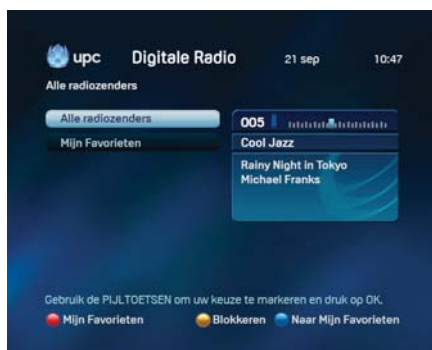 upc Digitale Radio 21 sep 10:47
Alle radiozenders
Alle radiozenders
Mijn Favorieten
005
Cool Jazz
Rainy Night in Tokyo
Michael Franks
Gebruik de PIJLTOETSEN om uw keuze te markeren en druk op OK.
Mijn Favorieten Blokkeren Naar Mijn Favorieten